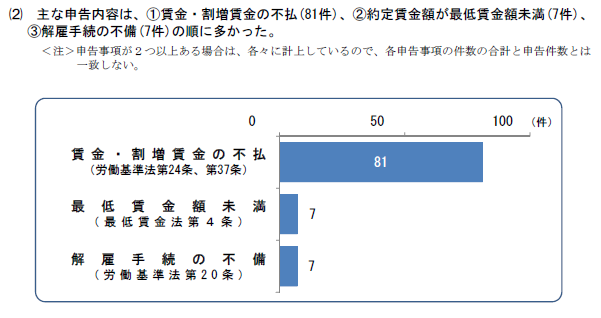 (2) 主な申告内容は、①賃金・割増賃金の不払(81件)、②約定賃金額が最低賃金額未満(7件)、
③解雇手続の不備(7件)の順に多かった。
＜注＞申告事項が２つ以上ある場合は、各々に計上しているので、各申告事項の件数の合計と申告件数とは
一致しない。
0 50 100 (件)
賃金・割増賃金の不払
(労働基準法第24条、第37条)
81
最低賃金額未満
(最低賃金法第４条)
7
解雇手続の不備
(労働基準法第20条)
7